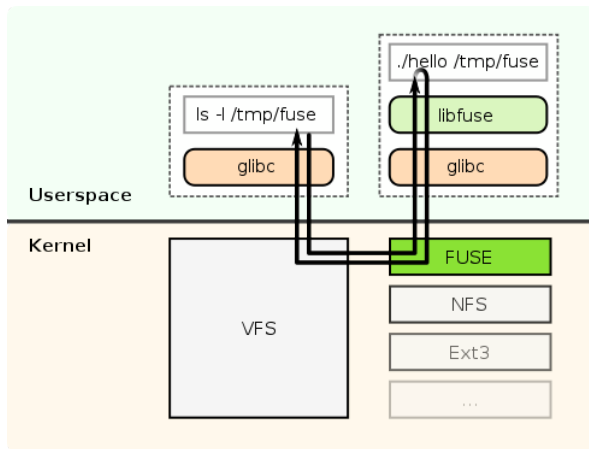 ./hello /tmp/fuse
ls -l /tmp/fuse
libfuse
glibc
glibc
Userspace
Kernel
FUSE
VFS
NFS
Ext3
...